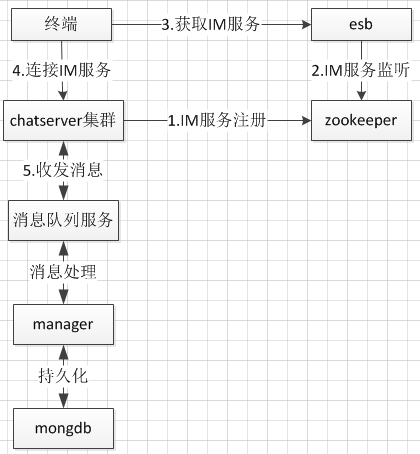 终端
3.获取IM服务
esb
4.连接IM服务
2.IM服务监听
chatserver集群
1.IM服务注册
zookeeper
5.收发消息
消息队列服务
消息处理
manager
持久化
mongdb